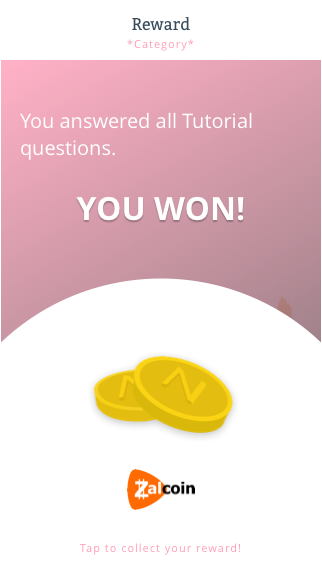 Reward
*Category*
You answered all Tutorial
questions.
YOU WON!
N N
Zalcoin
Tap to collect your reward!